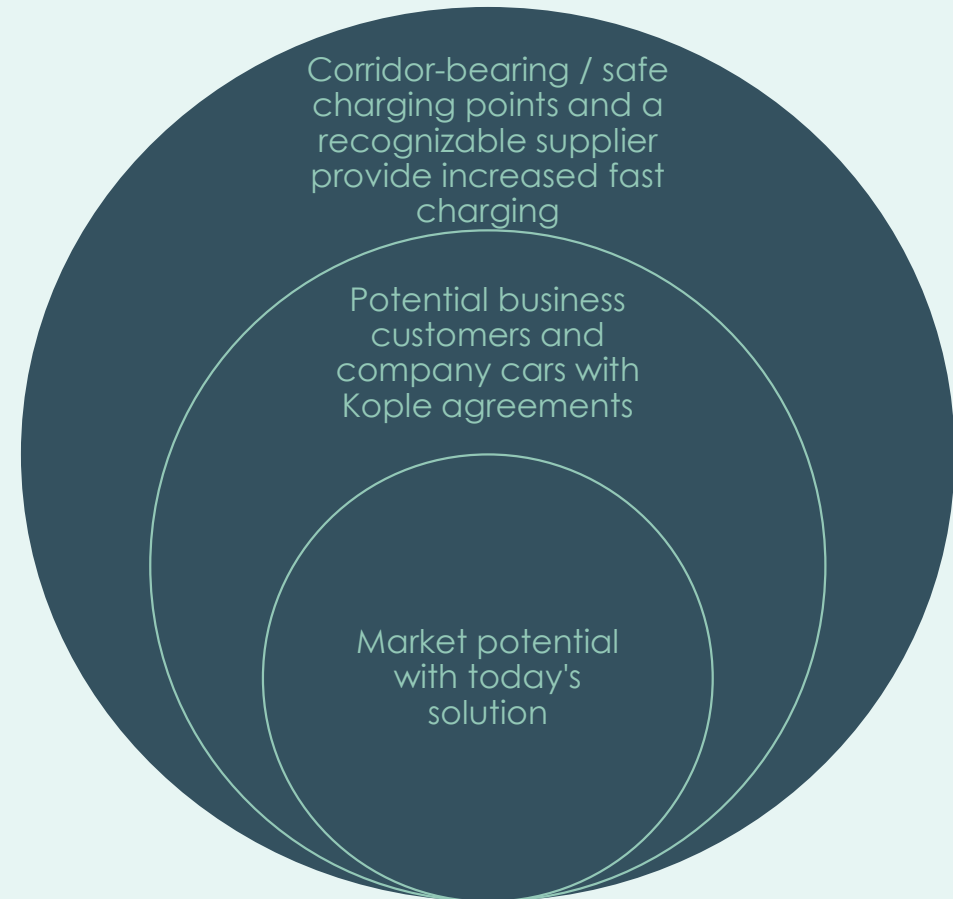 Corridor-bearing / safe
charging points and a
recognizable supplier
provide increased fast
charging
Potential business
customers and
company cars with
Kople agreements
Market potential
with today's
solution